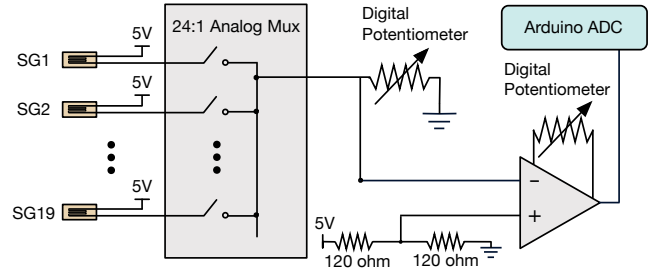 Digital
Potentiometer
Arduino ADC
24:1 Analog Mux
5V
SG1
Digital
Potentiometer
5V
SG2
5V
SG19
−
+
5V
120 ohm
120 ohm